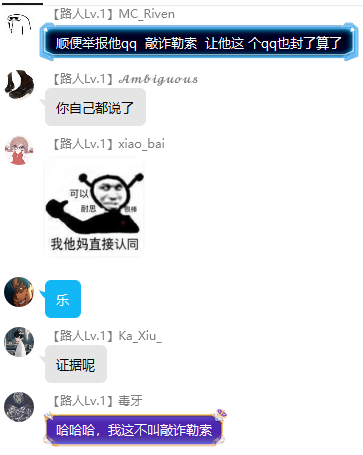 【路人Lv.1】MC_Riven
顺便举报他qq  敲诈勒索  让他这 个qq也封了算了
【路人Lv.1】𝓐𝓶𝓫𝓲𝓰𝓾𝓸𝓾𝓼
你自己都说了
【路人Lv.1】xiao_bai
可以
耐思
很棒
我他妈直接认同
乐
【路人Lv.1】Ka_Xiu_
证据呢
【路人Lv.1】毒牙
哈哈哈，我这不叫敲诈勒索